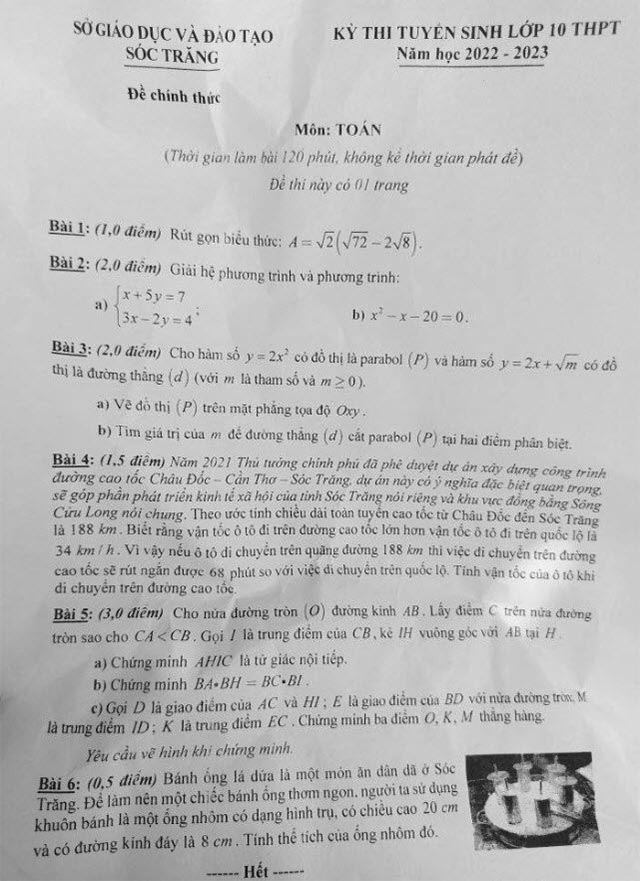 SỞ GIÁO DỤC VÀ ĐÀO TẠO
SÓC TRĂNG
KỲ THI TUYỂN SINH LỚP 10 THPT
Năm học 2022 - 2023
Đề chính thức
Môn: TOÁN
(Thời gian làm bài 120 phút, không kể thời gian phát đề)
Đề thi này có 01 trang
Bài 1: (1,0 điểm) Rút gọn biểu thức: A = √2(√72 − 2√8).
Bài 2: (2,0 điểm) Giải hệ phương trình và phương trình:
a) { x + 5y = 7
3x − 2y = 4 ;
b) x² − x − 20 = 0.
Bài 3: (2,0 điểm) Cho hàm số y = 2x² có đồ thị là parabol (P) và hàm số y = 2x + √m có đồ
thị là đường thẳng (d) (với m là tham số và m ≥ 0).
a) Vẽ đồ thị (P) trên mặt phẳng tọa độ Oxy.
b) Tìm giá trị của m để đường thẳng (d) cắt parabol (P) tại hai điểm phân biệt.
Bài 4: (1,5 điểm) Năm 2021 Thủ tướng chính phủ đã phê duyệt dự án xây dựng công trình
đường cao tốc Châu Đốc – Cần Thơ – Sóc Trăng, dự án này có ý nghĩa đặc biệt quan trọng,
sẽ góp phần phát triển kinh tế xã hội của tỉnh Sóc Trăng nói riêng và khu vực đồng bằng Sông
Cửu Long nói chung. Theo ước tính chiều dài toàn tuyến cao tốc từ Châu Đốc đến Sóc Trăng
là 188 km. Biết rằng vận tốc ô tô đi trên đường cao tốc lớn hơn vận tốc ô tô đi trên quốc lộ là
34 km / h. Vì vậy nếu ô tô di chuyển trên quãng đường 188 km thì việc di chuyển trên đường
cao tốc sẽ rút ngắn được 68 phút so với việc di chuyển trên quốc lộ. Tính vận tốc của ô tô khi
di chuyển trên đường cao tốc.
Bài 5: (3,0 điểm) Cho nửa đường tròn (O) đường kính AB. Lấy điểm C trên nửa đường
tròn sao cho CA < CB. Gọi I là trung điểm của CB, kẻ IH vuông góc với AB tại H.
a) Chứng minh AHIC là tứ giác nội tiếp.
b) Chứng minh BA•BH = BC•BI.
c) Gọi D là giao điểm của AC và HI; E là giao điểm của BD với nửa đường tròn; M
là trung điểm ID; K là trung điểm EC. Chứng minh ba điểm O, K, M thẳng hàng.
Yêu cầu vẽ hình khi chứng minh.
Bài 6: (0,5 điểm) Bánh ống lá dứa là một món ăn dân dã ở Sóc
Trăng. Để làm nên một chiếc bánh ống thơm ngon, người ta sử dụng
khuôn bánh là một ống nhôm có dạng hình trụ, có chiều cao 20 cm
và có đường kính đáy là 8 cm. Tính thể tích của ống nhôm đó.
------ Hết ------